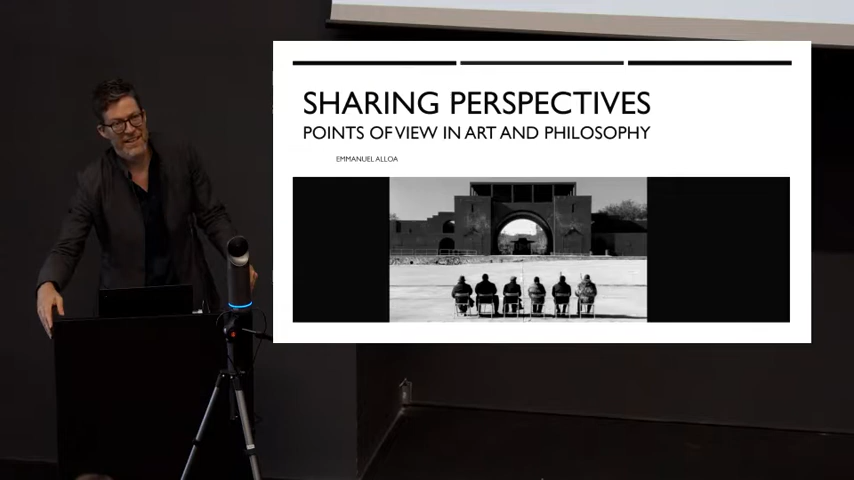 SHARING PERSPECTIVES
POINTS OF VIEW IN ART AND PHILOSOPHY
EMMANUEL ALLOA